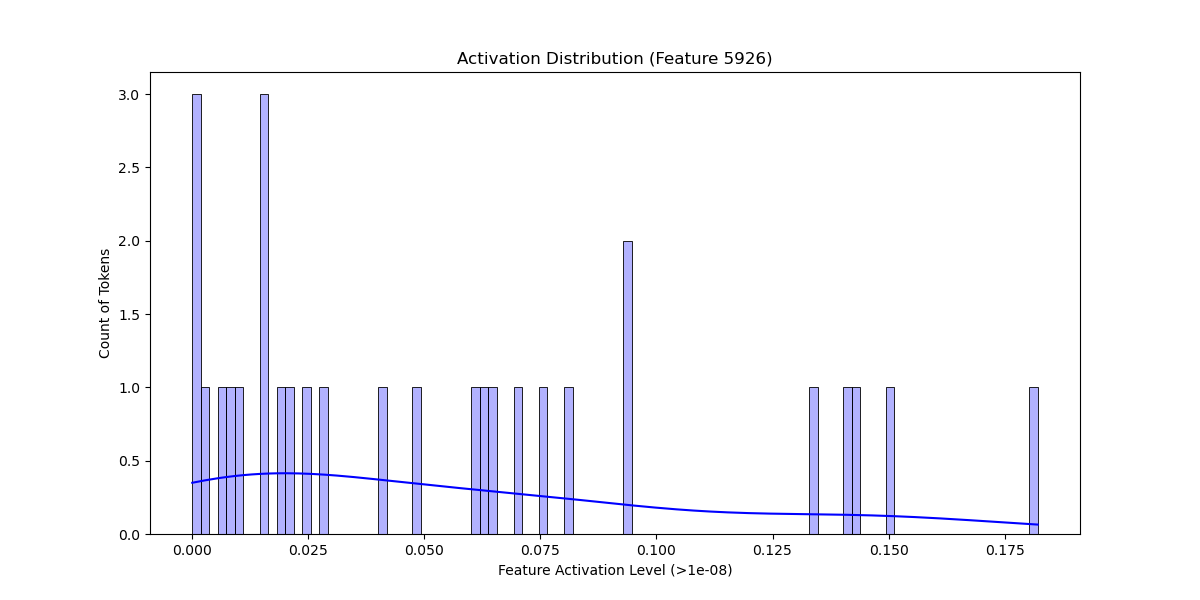 Activation Distribution (Feature 5926)
3.0
2.5
2.0
1.5
1.0
0.5
0.0
Count of Tokens
0.000 0.025 0.050 0.075 0.100 0.125 0.150 0.175
Feature Activation Level (>1e-08)